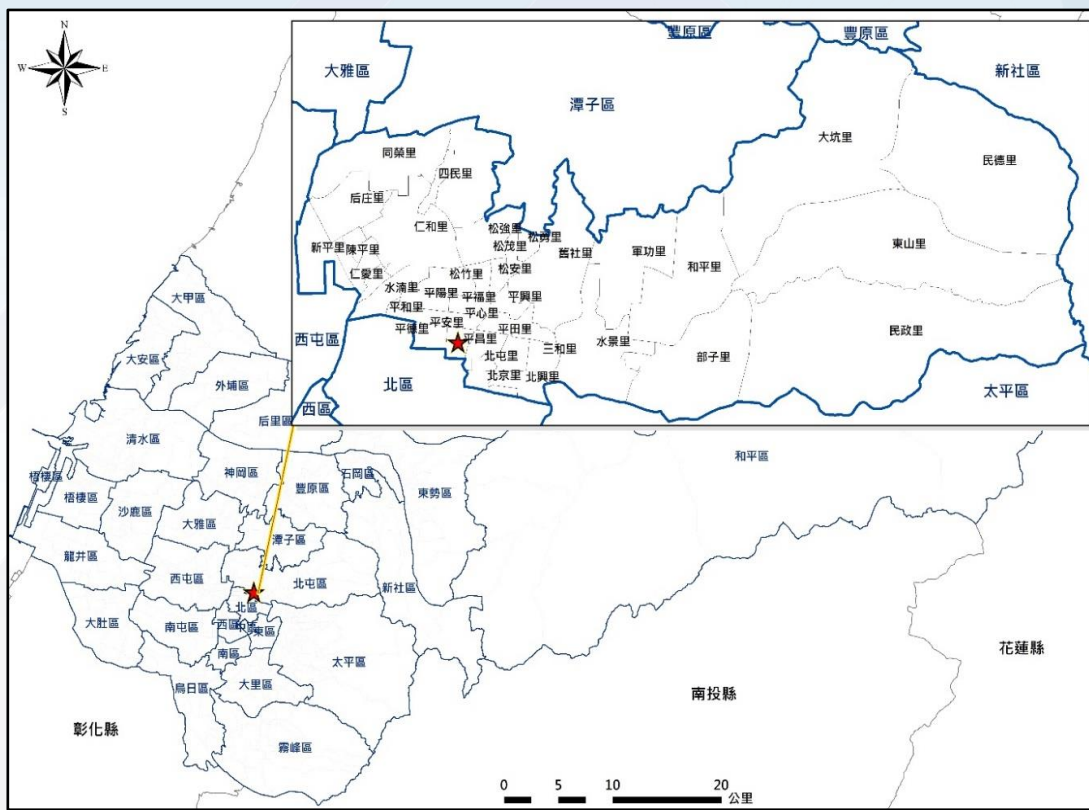 N
W
E
S
豐原區
豐原區
大雅區
新社區
潭子區
大坑里
同榮里
民德里
四民里
后庄里
仁和里
松強里
松勇里
東山里
新平里
陳平里
松茂里
舊社里
軍功里
和平里
仁愛里
松竹里
松安里
水湳里
平陽里
平福里
平興里
平和里
平心里
平德里
平安里
平田里
民政里
西屯區
平昌里
三和里
水景里
部子里
北屯里
北區
北京里
北興里
太平區
西區
大甲區
大安區
外埔區
后里區
清水區
和平區
神岡區
石岡區
梧棲區
豐原區
東勢區
梧棲區
沙鹿區
大雅區
潭子區
龍井區
西屯區
北屯區
新社區
北區
大肚區
南屯區
西區
中區
東區
南區
太平區
花蓮縣
烏日區
大里區
南投縣
彰化縣
霧峰區
0
5
10
20
公里